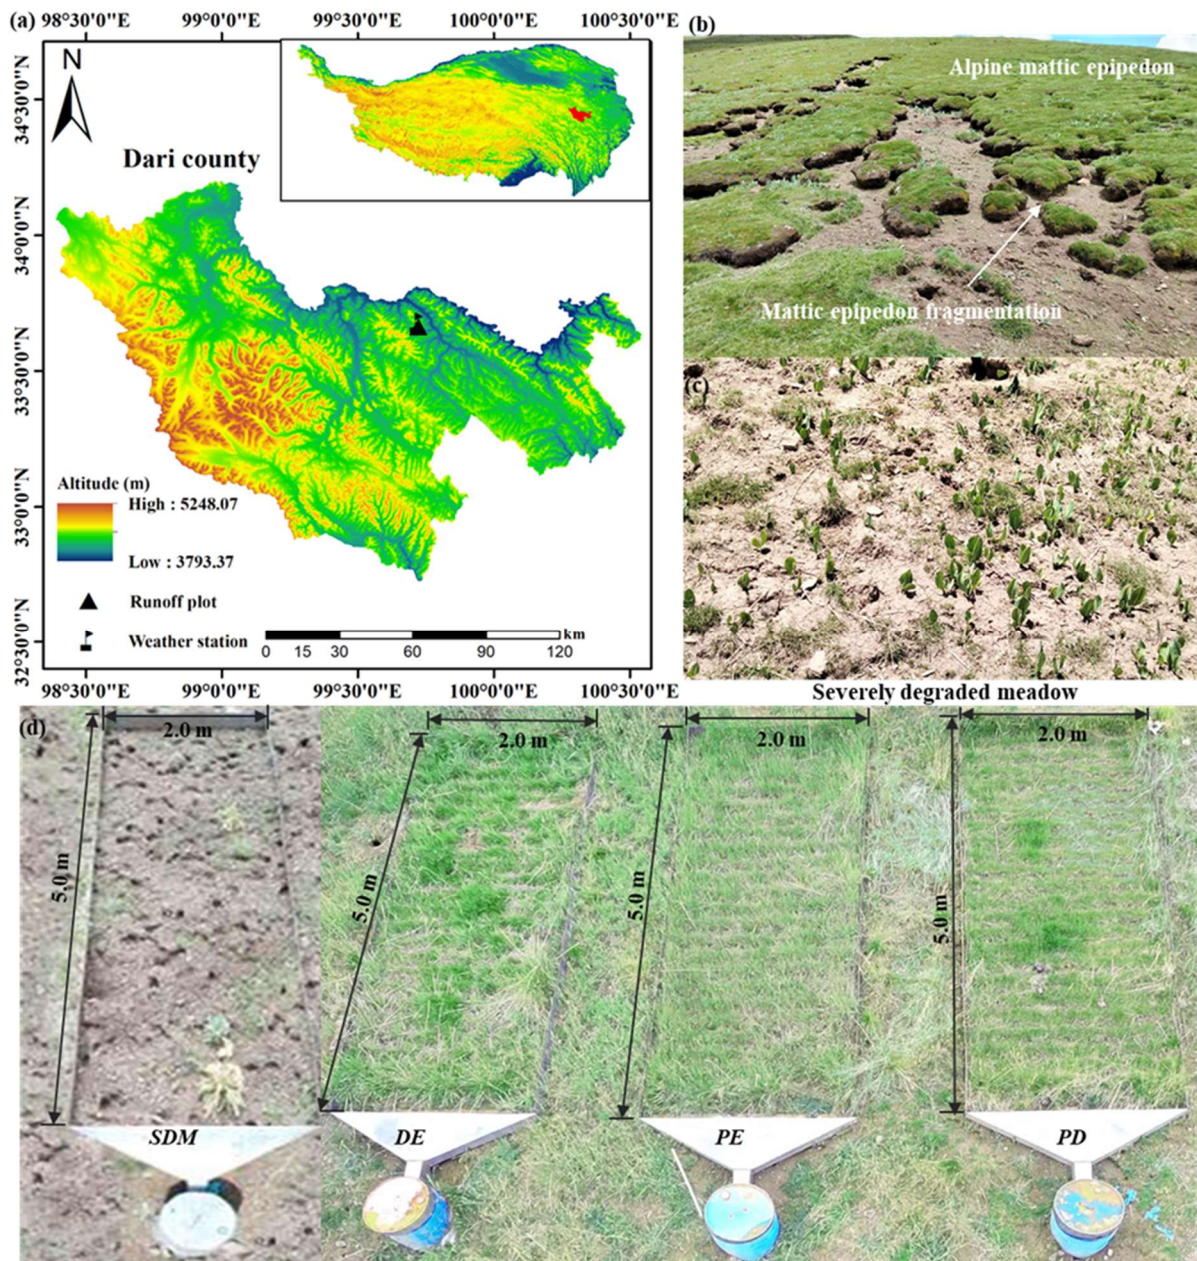 (a)
98°30'0"E 99°0'0"E 99°30'0"E 100°0'0"E 100°30'0"E
34°30'0"N
34°0'0"N
33°30'0"N
33°0'0"N
32°30'0"N
N
Dari county
Altitude (m)
High : 5248.07
Low : 3793.37
Runoff plot
Weather station
0 15 30 60 90 120
km
98°30'0"E 99°0'0"E 99°30'0"E 100°0'0"E 100°30'0"E
(b)
Alpine mattic epipedon
Mattic epipedon fragmentation
(c)
Severely degraded meadow
(d)
2.0 m 2.0 m 2.0 m 2.0 m
5.0 m 5.0 m 5.0 m 5.0 m
SDM DE PE PD